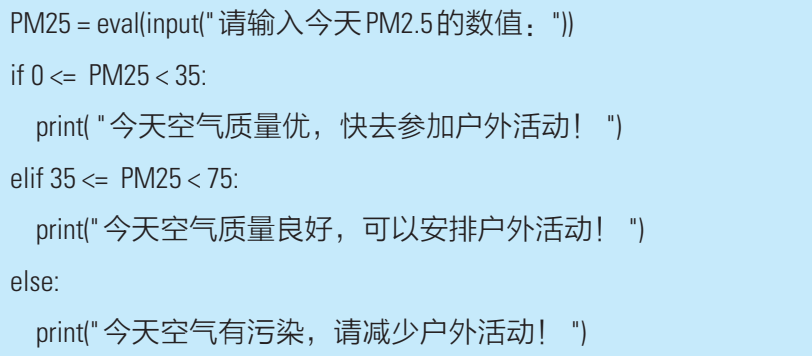 PM25 = eval(input("请输入今天PM2.5的数值："))
if 0 <= PM25 < 35:
  print( "今天空气质量优，快去参加户外活动！ ")
elif 35 <= PM25 < 75:
  print("今天空气质量良好，可以安排户外活动！ ")
else:
  print("今天空气有污染，请减少户外活动！ ")